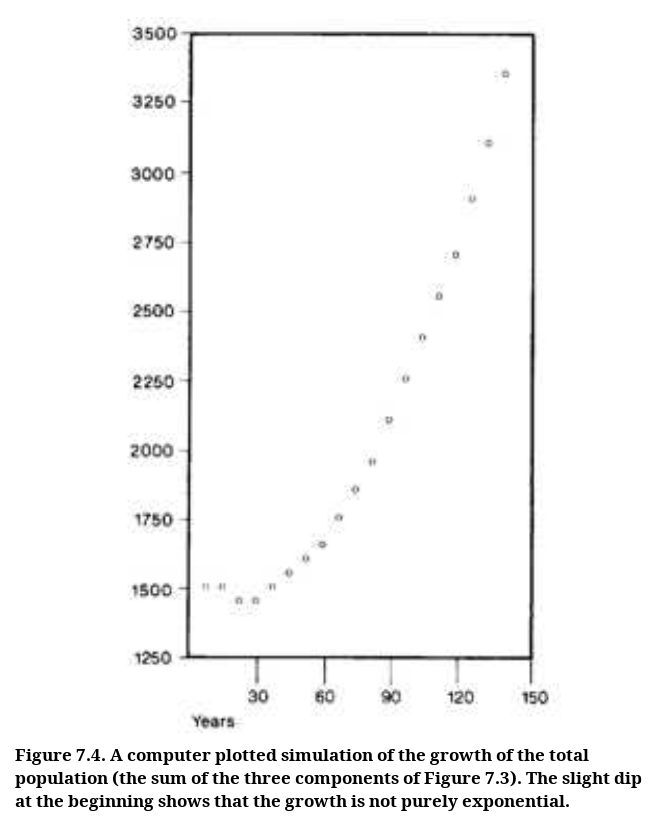 3500
3250
3000
2750
2500
2250
2000
1750
1500
1250
30 60 90 120 150
Years
Figure 7.4. A computer plotted simulation of the growth of the total
population (the sum of the three components of Figure 7.3). The slight dip
at the beginning shows that the growth is not purely exponential.